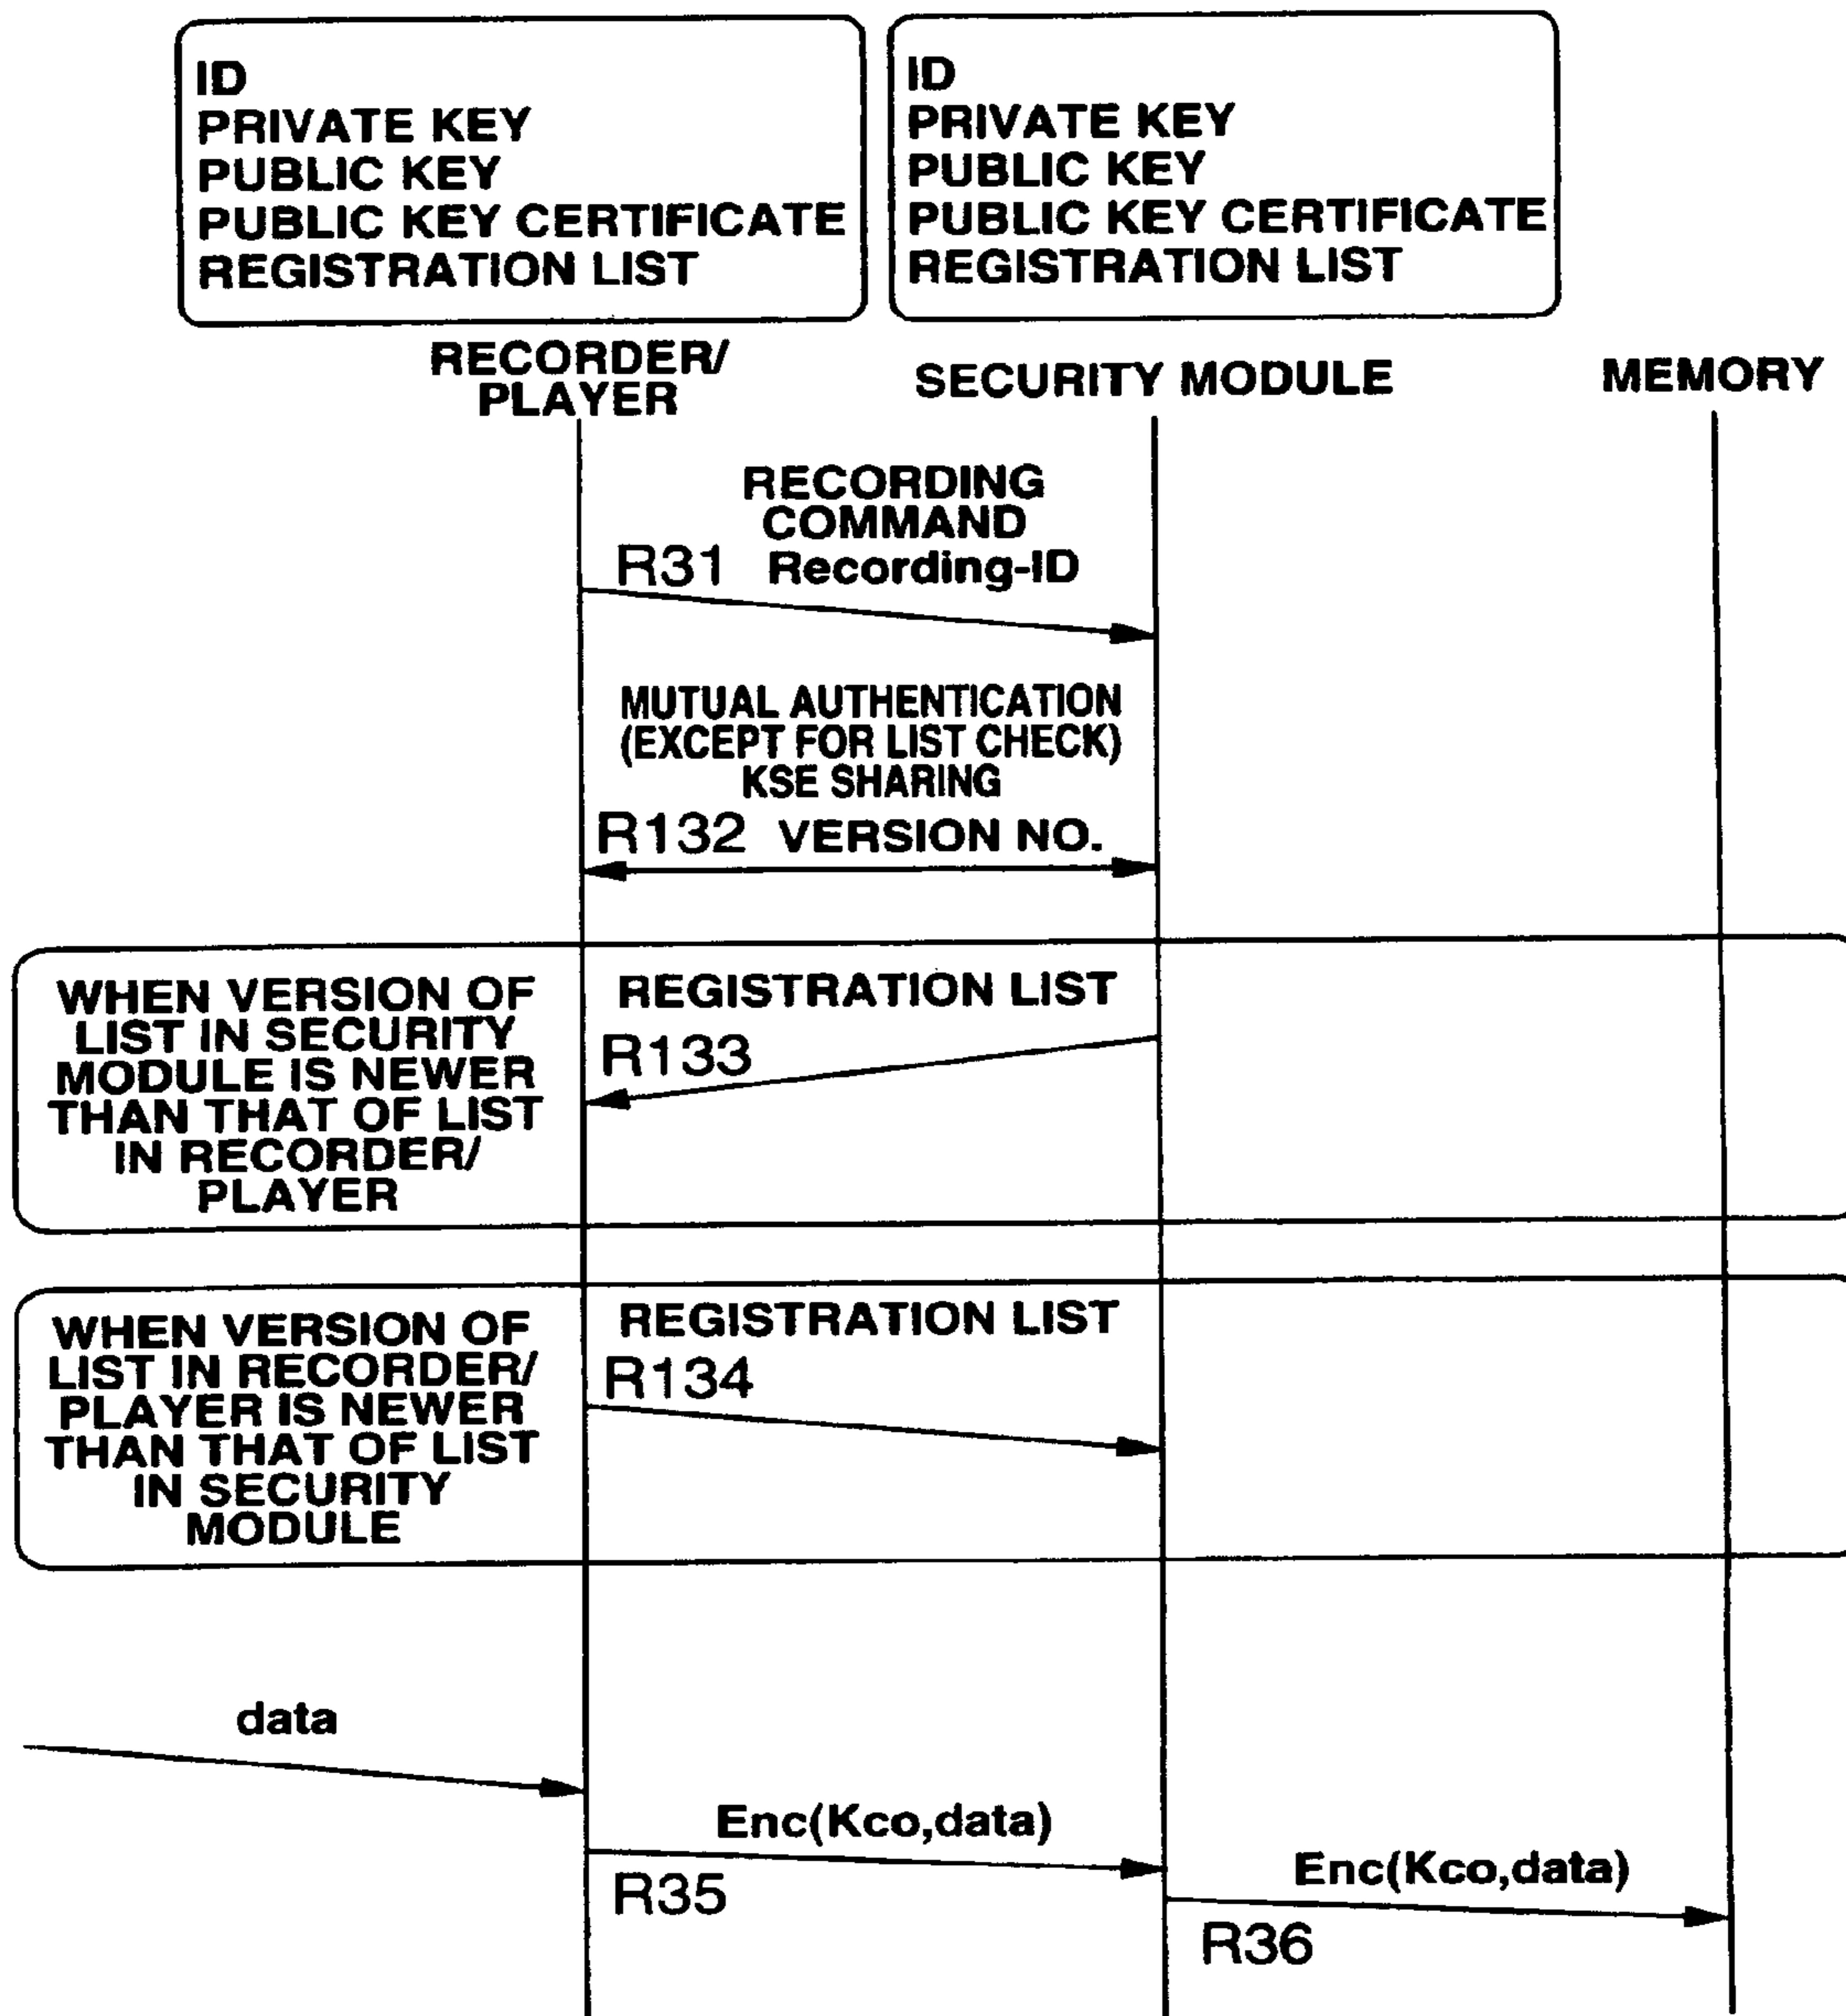 ID
PRIVATE KEY
PUBLIC KEY
PUBLIC KEY CERTIFICATE
REGISTRATION LIST
ID
PRIVATE KEY
PUBLIC KEY
PUBLIC KEY CERTIFICATE
REGISTRATION LIST
RECORDER/
PLAYER
SECURITY MODULE
MEMORY
RECORDING
COMMAND
R31 Recording-ID
MUTUAL AUTHENTICATION
(EXCEPT FOR LIST CHECK)
KSE SHARING
R132 VERSION NO.
WHEN VERSION OF
LIST IN SECURITY
MODULE IS NEWER
THAN THAT OF LIST
IN RECORDER/
PLAYER
REGISTRATION LIST
R133
WHEN VERSION OF
LIST IN RECORDER/
PLAYER IS NEWER
THAN THAT OF LIST
IN SECURITY
MODULE
REGISTRATION LIST
R134
data
Enc(Kco,data)
R35
Enc(Kco,data)
R36